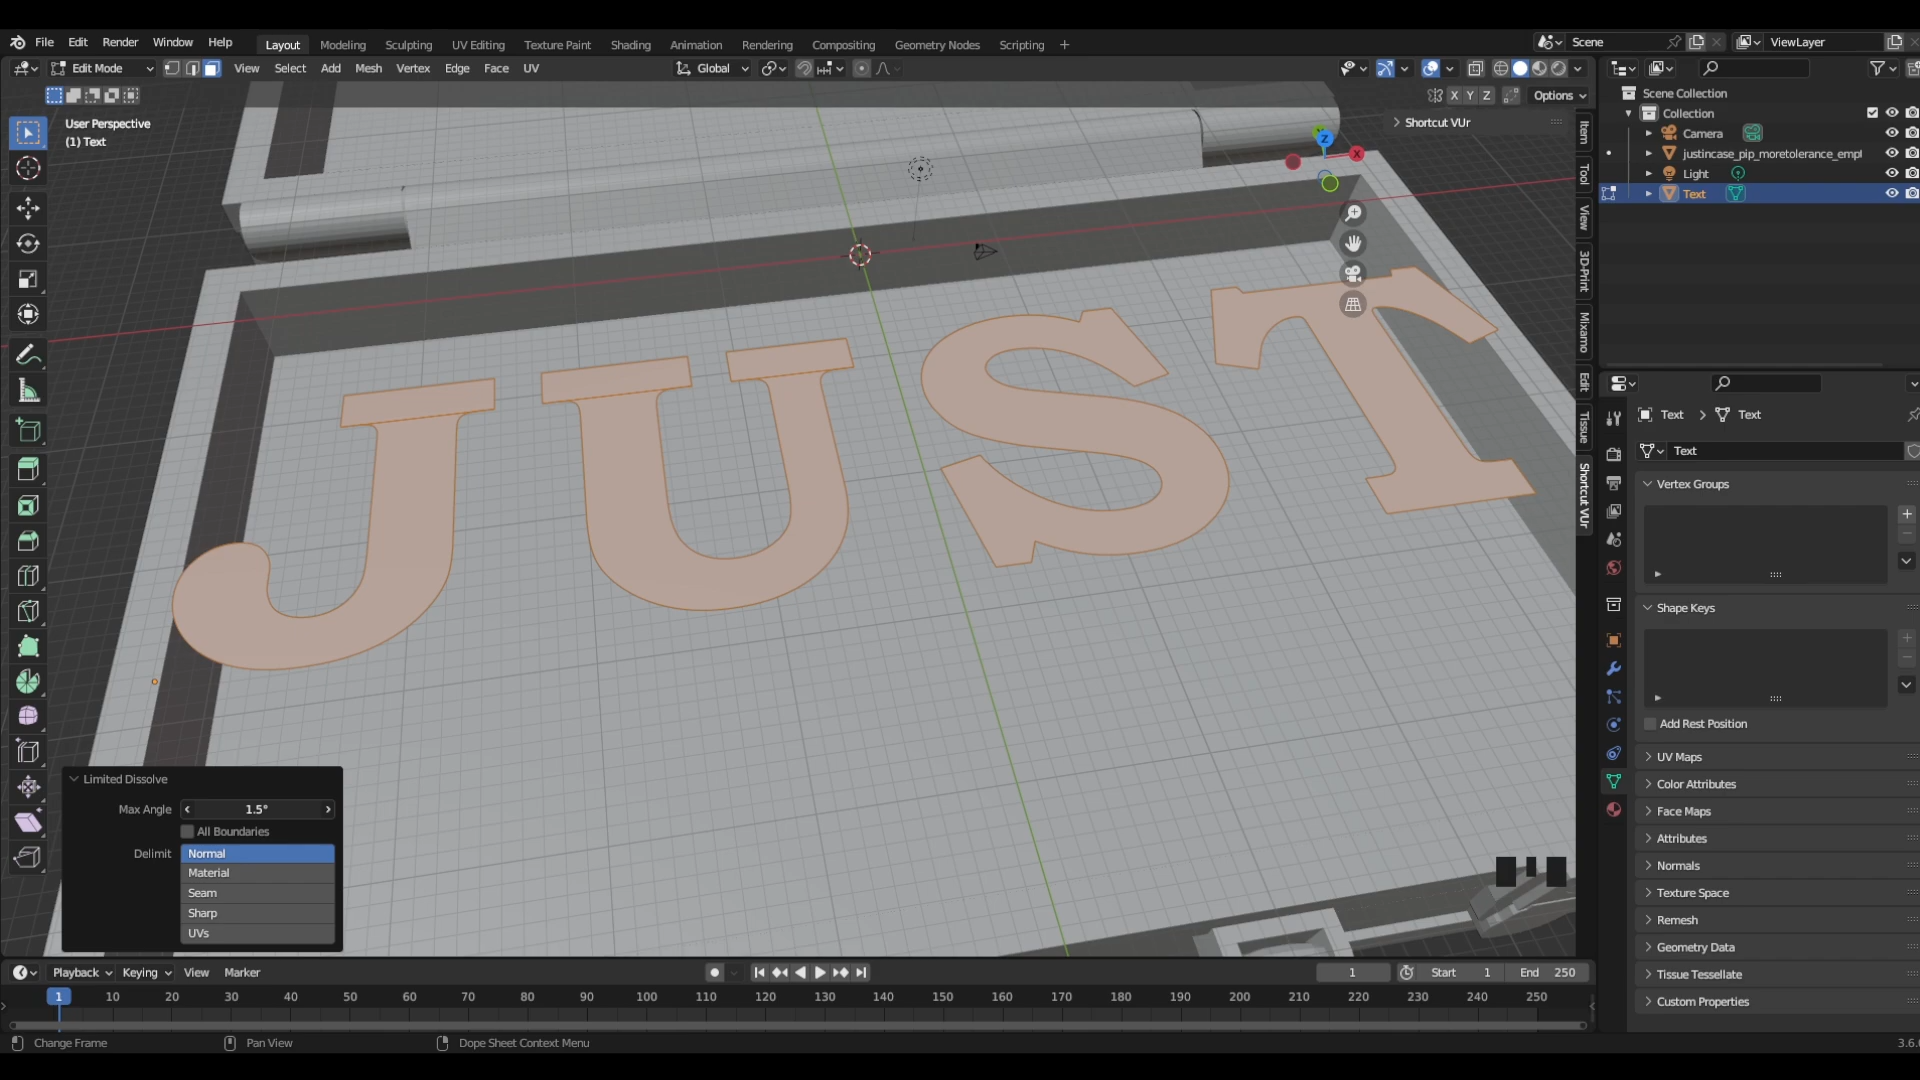 File Edit Render Window Help Layout Modeling Sculpting UV Editing Texture Paint Shading Animation Rendering Compositing Geometry Nodes Scripting + Scene ViewLayer
Edit Mode View Select Add Mesh Vertex Edge Face UV Global
X Y Z Options
User Perspective
(1) Text
Shortcut VUr
Z
X
Item
Tool
View
3D-Print
Mixamo
Edit
Tissue
Shortcut VUr
JUST
Limited Dissolve
Max Angle 1.5°
All Boundaries
Delimit Normal
Material
Seam
Sharp
UVs
Scene Collection
Collection
Camera
justincase_pip_moretolerance_empl
Light
Text
Text Text
Text
Vertex Groups
Shape Keys
Add Rest Position
UV Maps
Color Attributes
Face Maps
Attributes
Normals
Texture Space
Remesh
Geometry Data
Tissue Tessellate
Custom Properties
Playback Keying View Marker 1 Start 1 End 250
1 10 20 30 40 50 60 70 80 90 100 110 120 130 140 150 160 170 180 190 200 210 220 230 240 250
Change Frame Pan View Dope Sheet Context Menu 3.6.